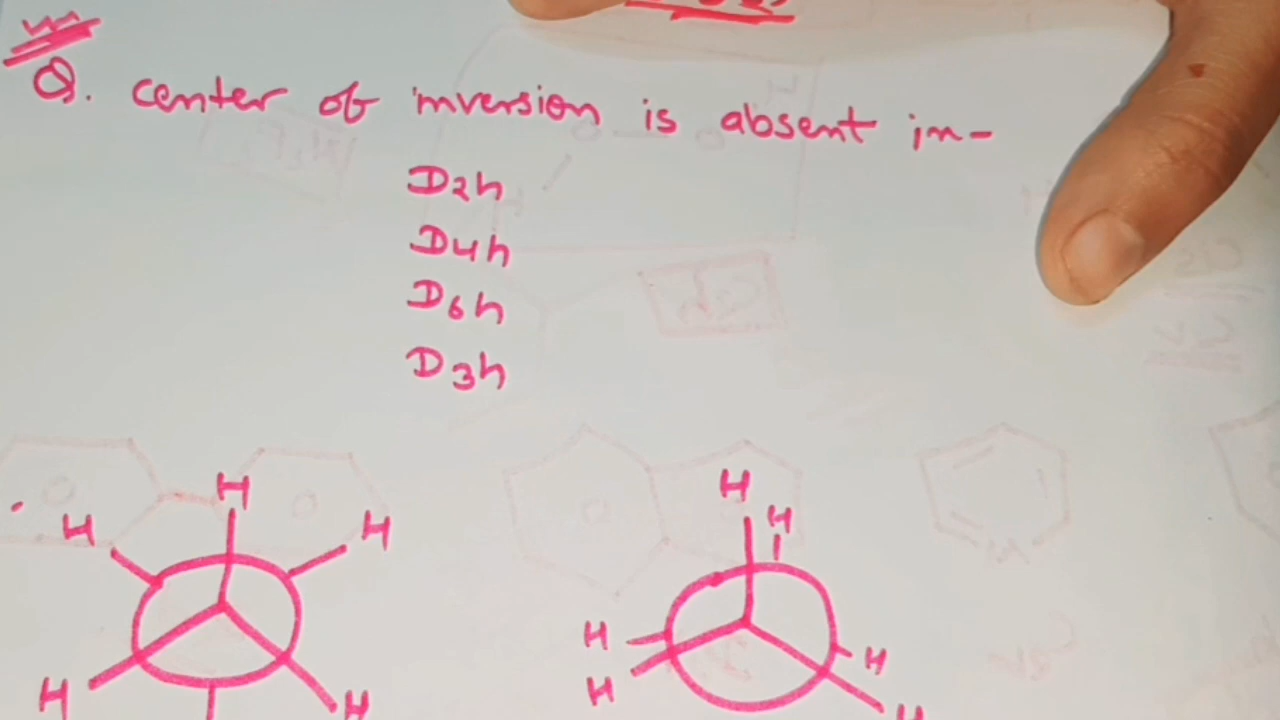 Q. center of inversion is absent in-
D2h
D4h
D6h
D3h
H H
H H H
H H
H H H H